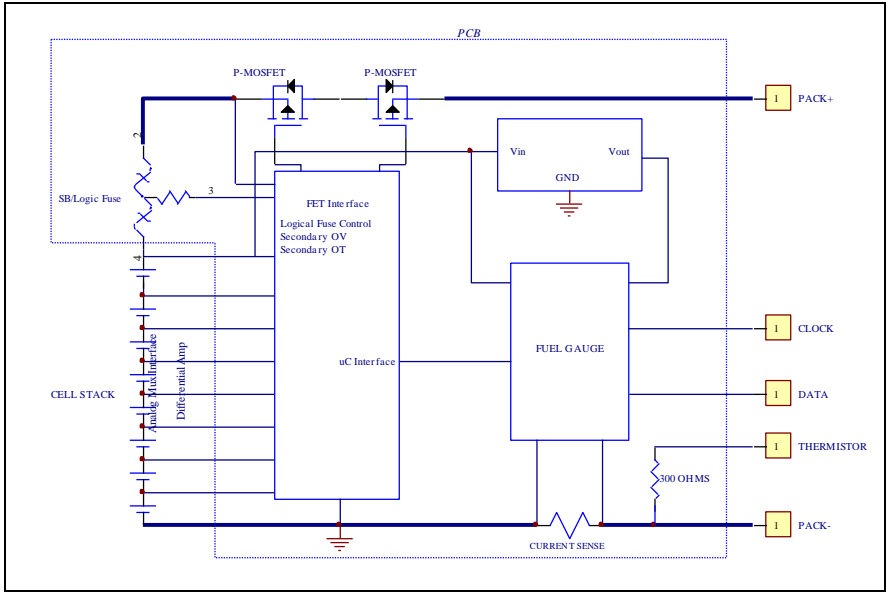 PCB
P-MOSFET
P-MOSFET
1
PACK+
2
Vin
Vout
GND
SB/Logic Fuse
3
FET Interface
Logical Fuse Control
Secondary OV
Secondary OT
4
1
CLOCK
FUEL GAUGE
uC Interface
Analog Mux Interface
Differential Amp
CELL STACK
1
DATA
1
THERMISTOR
300 OHMS
1
PACK-
CURRENT SENSE